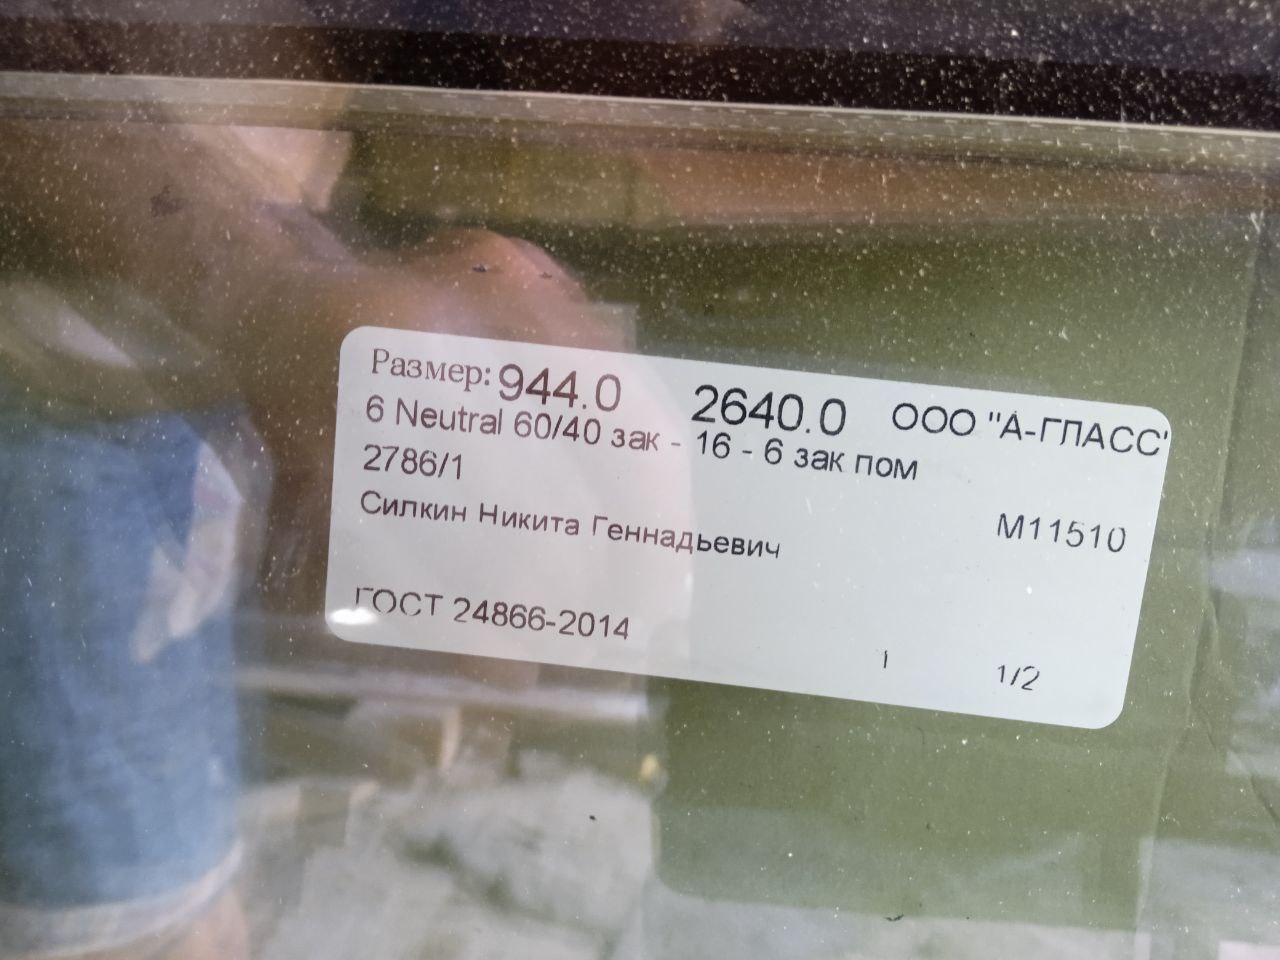 Размер: 944.0 2640.0 ООО "А-ГЛАСС"
6 Neutral 60/40 зак - 16 - 6 зак пом
2786/1
Силкин Никита Геннадьевич М11510
ГОСТ 24866-2014
1/2